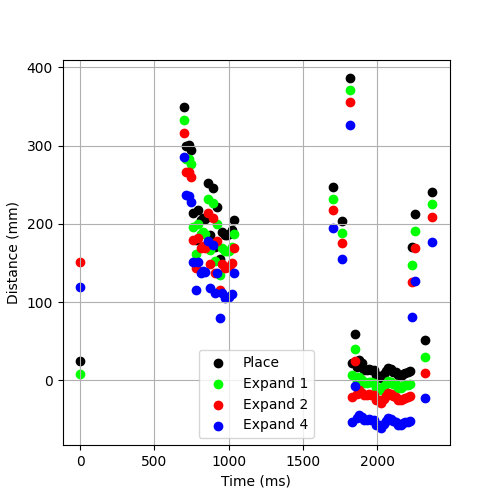 400
300
200
100
0
Distance (mm)
Place
Expand 1
Expand 2
Expand 4
0 500 1000 1500 2000
Time (ms)